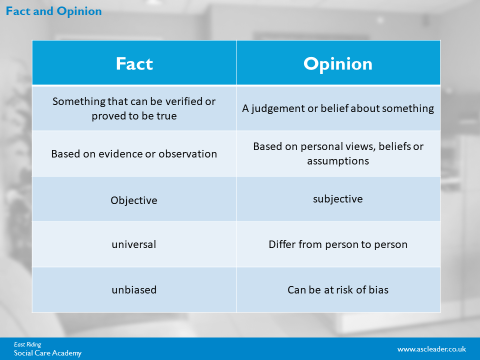 Fact and Opinion
Fact
Opinion
Something that can be verified or
proved to be true
A judgement or belief about something
Based on evidence or observation
Based on personal views, beliefs or
assumptions
Objective
subjective
universal
Differ from person to person
unbiased
Can be at risk of bias
East Riding
Social Care Academy
www.ascleader.co.uk